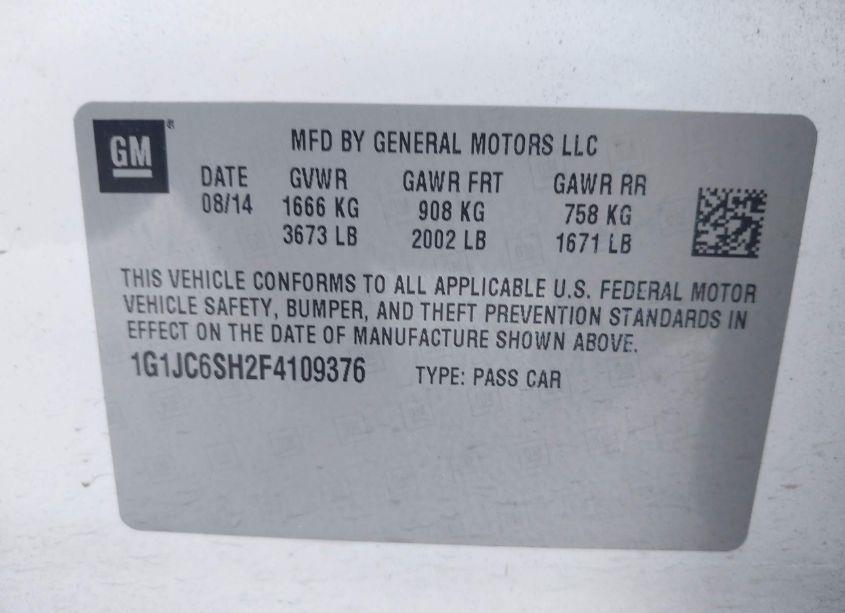 GM
MFD BY GENERAL MOTORS LLC
DATE GVWR GAWR FRT GAWR RR
08/14 1666 KG 908 KG 758 KG
3673 LB 2002 LB 1671 LB
THIS VEHICLE CONFORMS TO ALL APPLICABLE U.S. FEDERAL MOTOR
VEHICLE SAFETY, BUMPER, AND THEFT PREVENTION STANDARDS IN
EFFECT ON THE DATE OF MANUFACTURE SHOWN ABOVE.
1G1JC6SH2F4109376 TYPE: PASS CAR